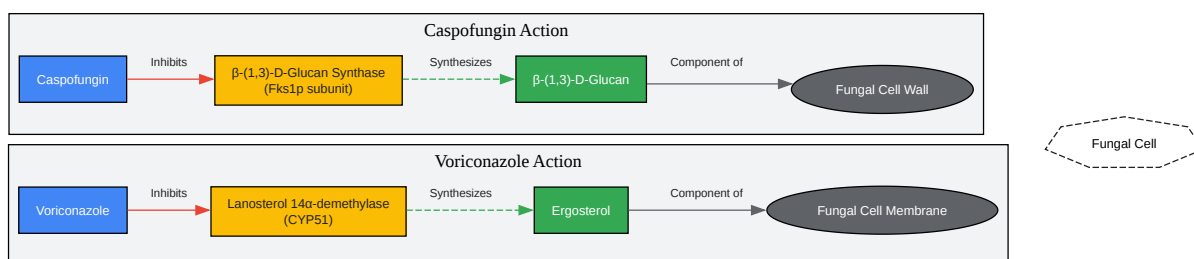 Caspofungin Action
Caspofungin
Inhibits
β-(1,3)-D-Glucan Synthase
(Fks1p subunit)
Synthesizes
β-(1,3)-D-Glucan
Component of
Fungal Cell Wall
Fungal Cell
Voriconazole Action
Voriconazole
Inhibits
Lanosterol 14α-demethylase
(CYP51)
Synthesizes
Ergosterol
Component of
Fungal Cell Membrane